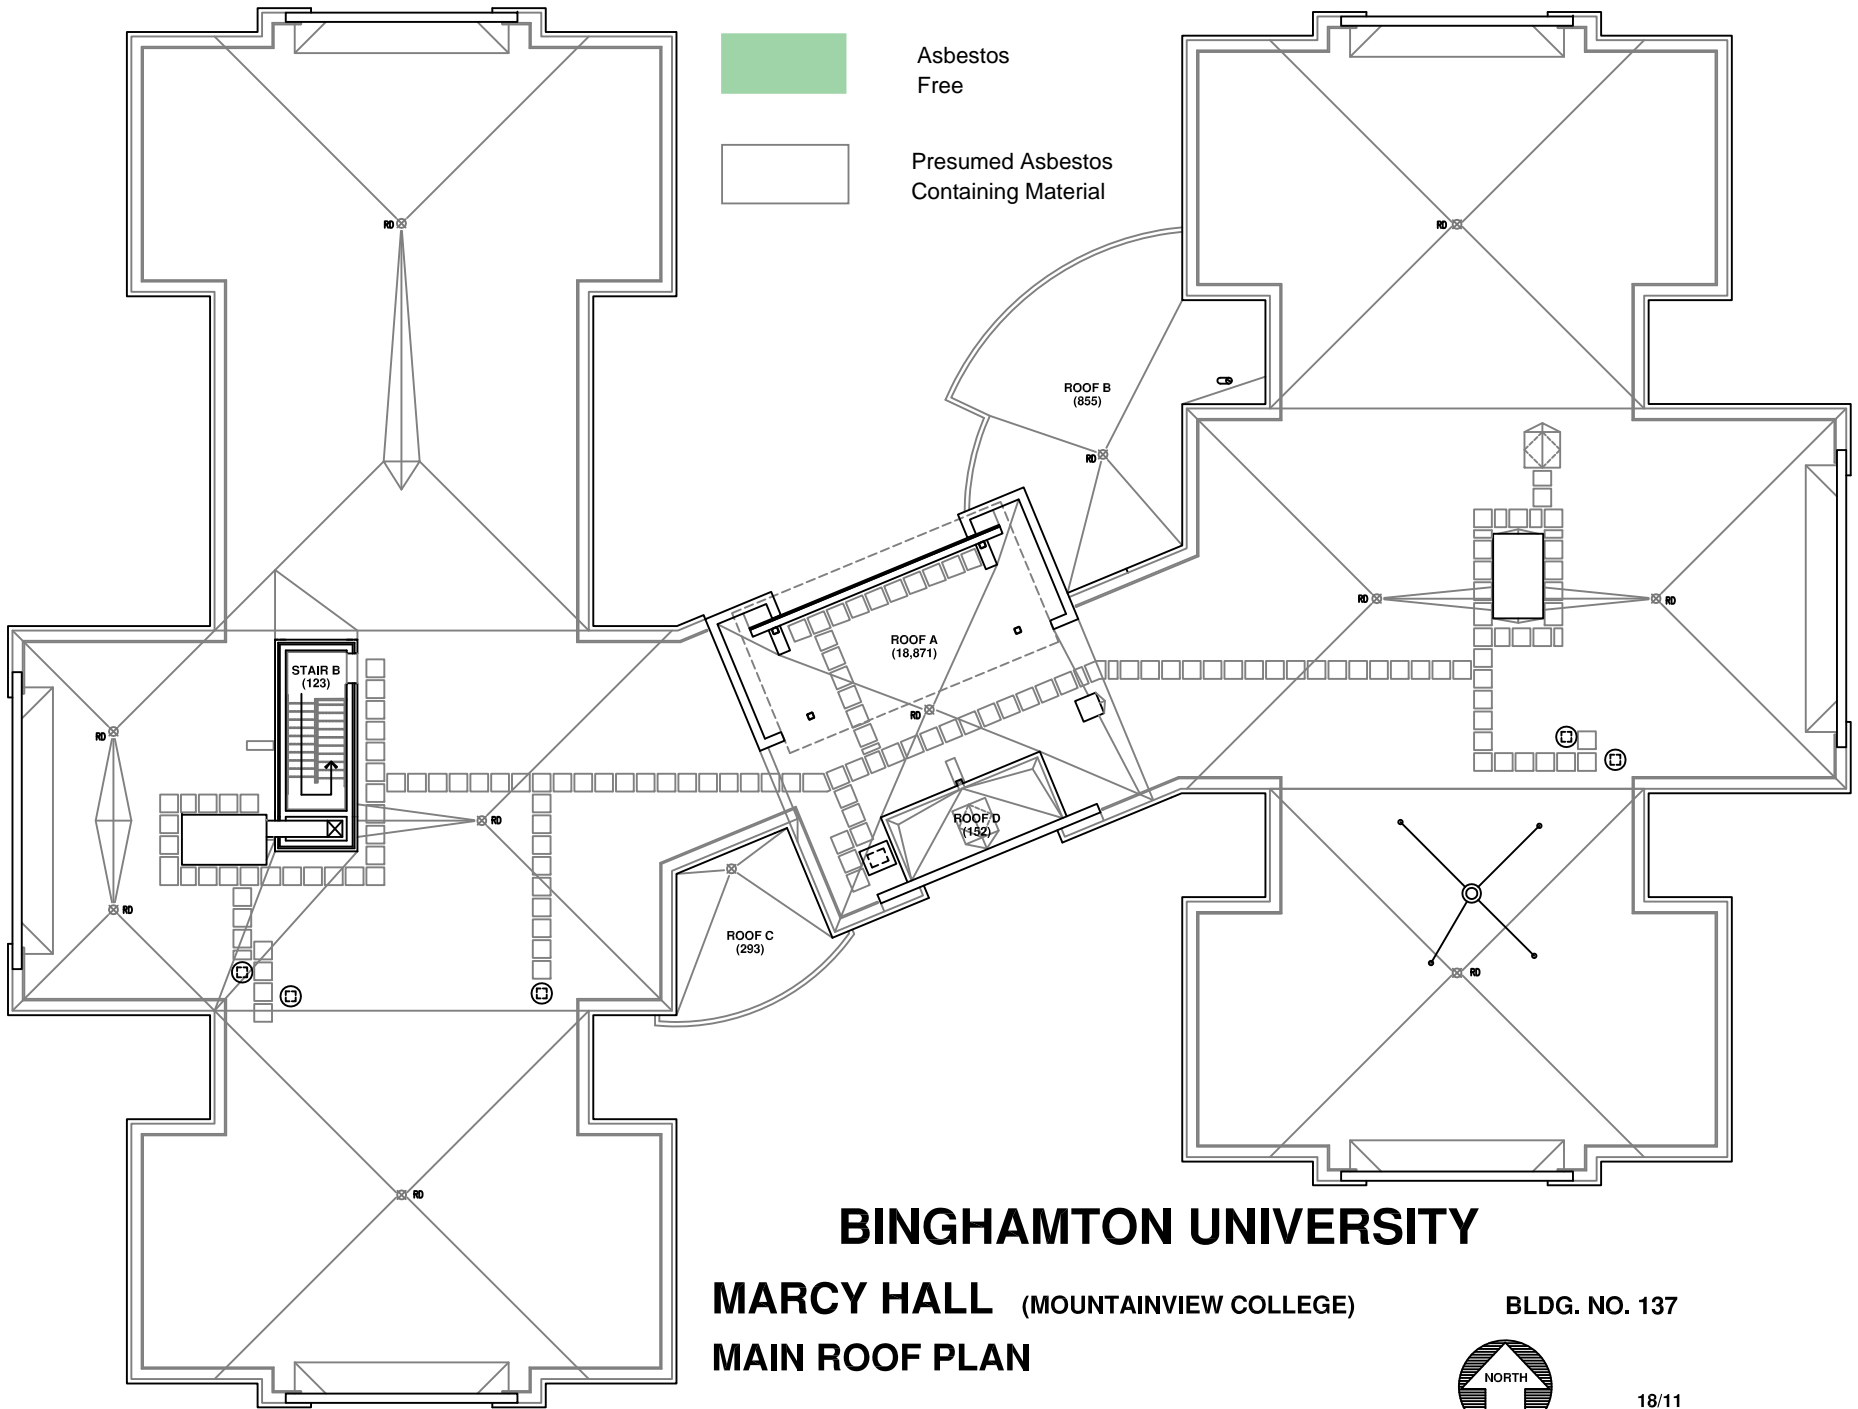 Asbestos
Free
Presumed Asbestos
Containing Material
RD
RD
ROOF B
(855)
RD
RD
RD
ROOF A
(18,871)
STAIR B
(123)
RD
RD
RD
ROOF D
(152)
RD
ROOF C
(293)
RD
RD
BINGHAMTON UNIVERSITY
MARCY HALL (MOUNTAINVIEW COLLEGE) BLDG. NO. 137
MAIN ROOF PLAN
NORTH
18/11